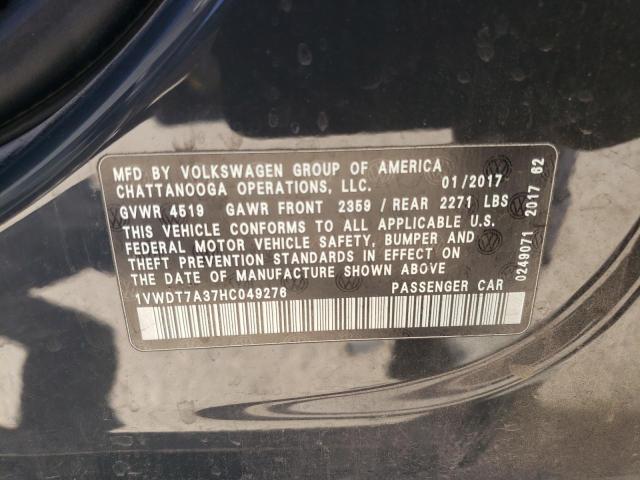 MFD BY VOLKSWAGEN GROUP OF AMERICA
CHATTANOOGA OPERATIONS, LLC. 01/2017
GVWR 4519 GAWR FRONT 2359 / REAR 2271 LBS
THIS VEHICLE CONFORMS TO ALL APPLICABLE U.S.
FEDERAL MOTOR VEHICLE SAFETY, BUMPER AND
THEFT PREVENTION STANDARDS IN EFFECT ON
THE DATE OF MANUFACTURE SHOWN ABOVE
1VWDT7A37HC049276 PASSENGER CAR
0249071 2017 62